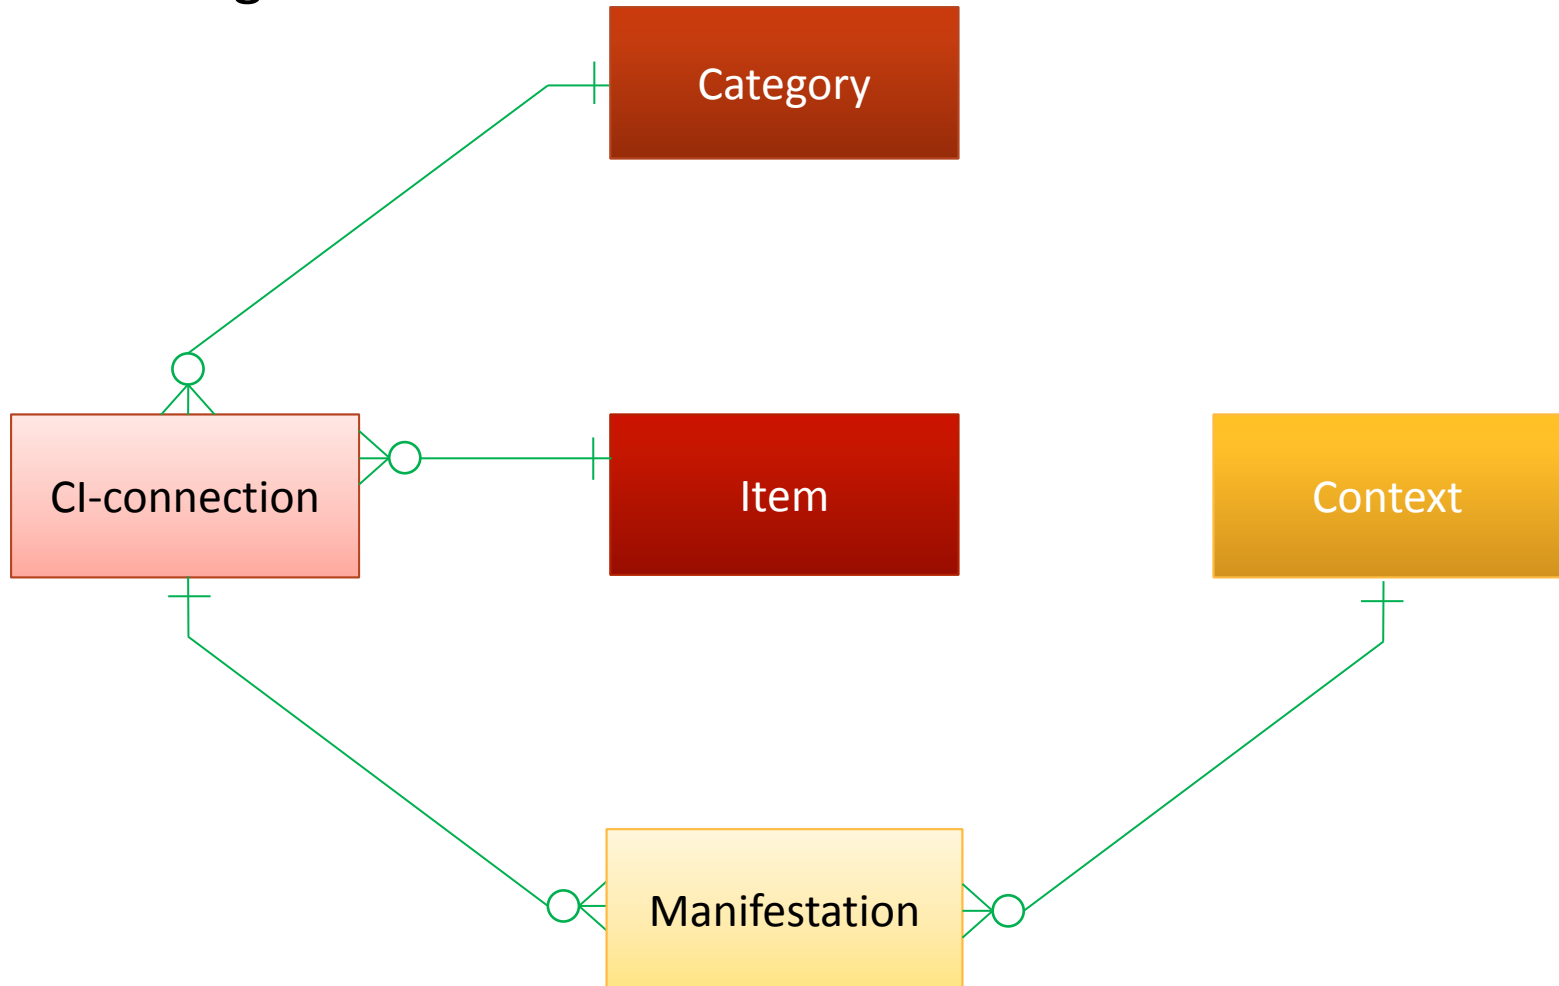 Category
CI-connection
Item
Context
Manifestation